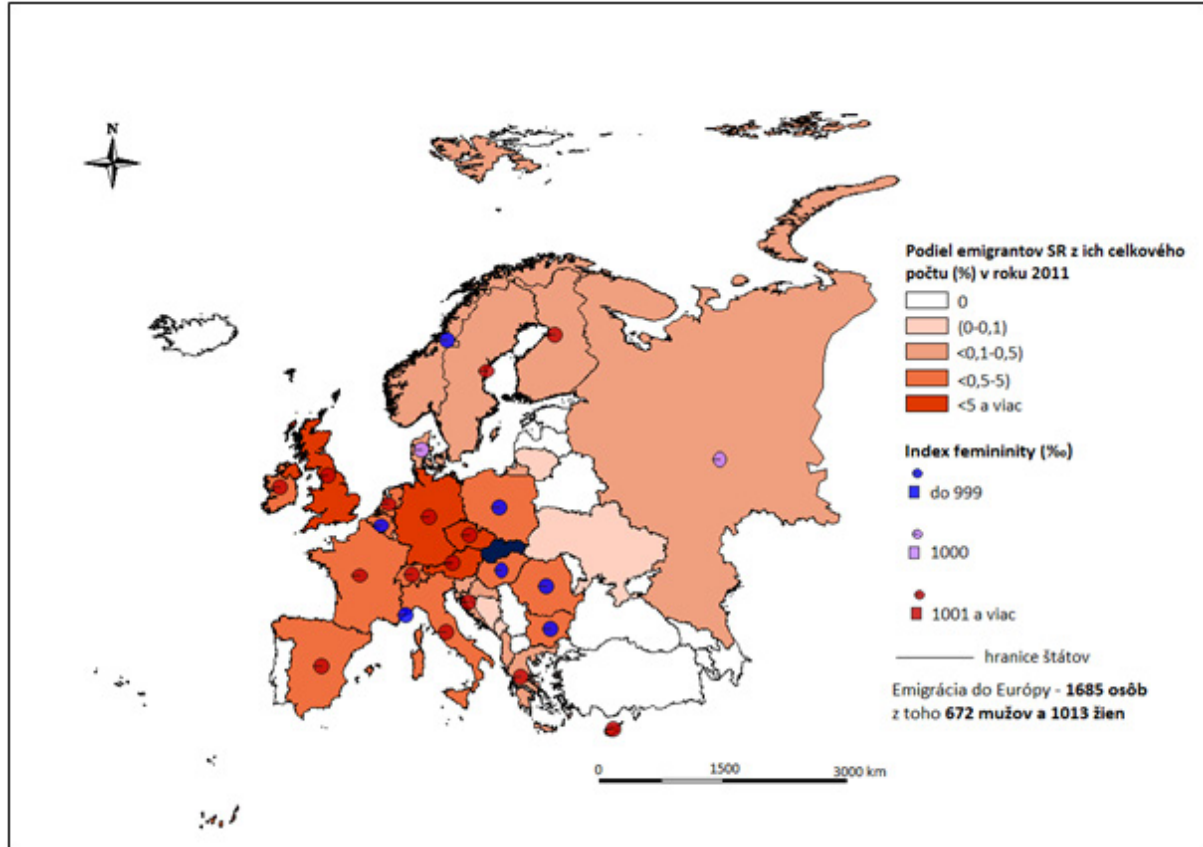 N
Podiel emigrantov SR z ich celkového
počtu (%) v roku 2011
0
(0-0,1)
<0,1-0,5)
<0,5-5)
<5 a viac
Index femininity (‰)
do 999
1000
1001 a viac
hranice štátov
Emigrácia do Európy - 1685 osôb
z toho 672 mužov a 1013 žien
0 1500 3000 km